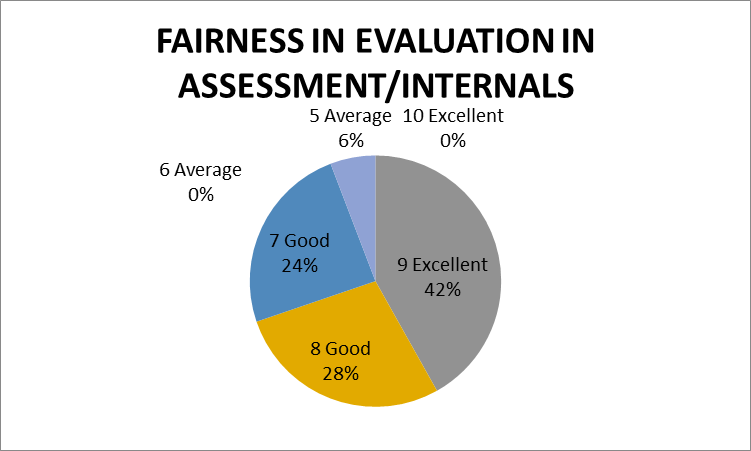 FAIRNESS IN EVALUATION IN
ASSESSMENT/INTERNALS
5 Average
6%
10 Excellent
0%
6 Average
0%
7 Good
24%
9 Excellent
42%
8 Good
28%